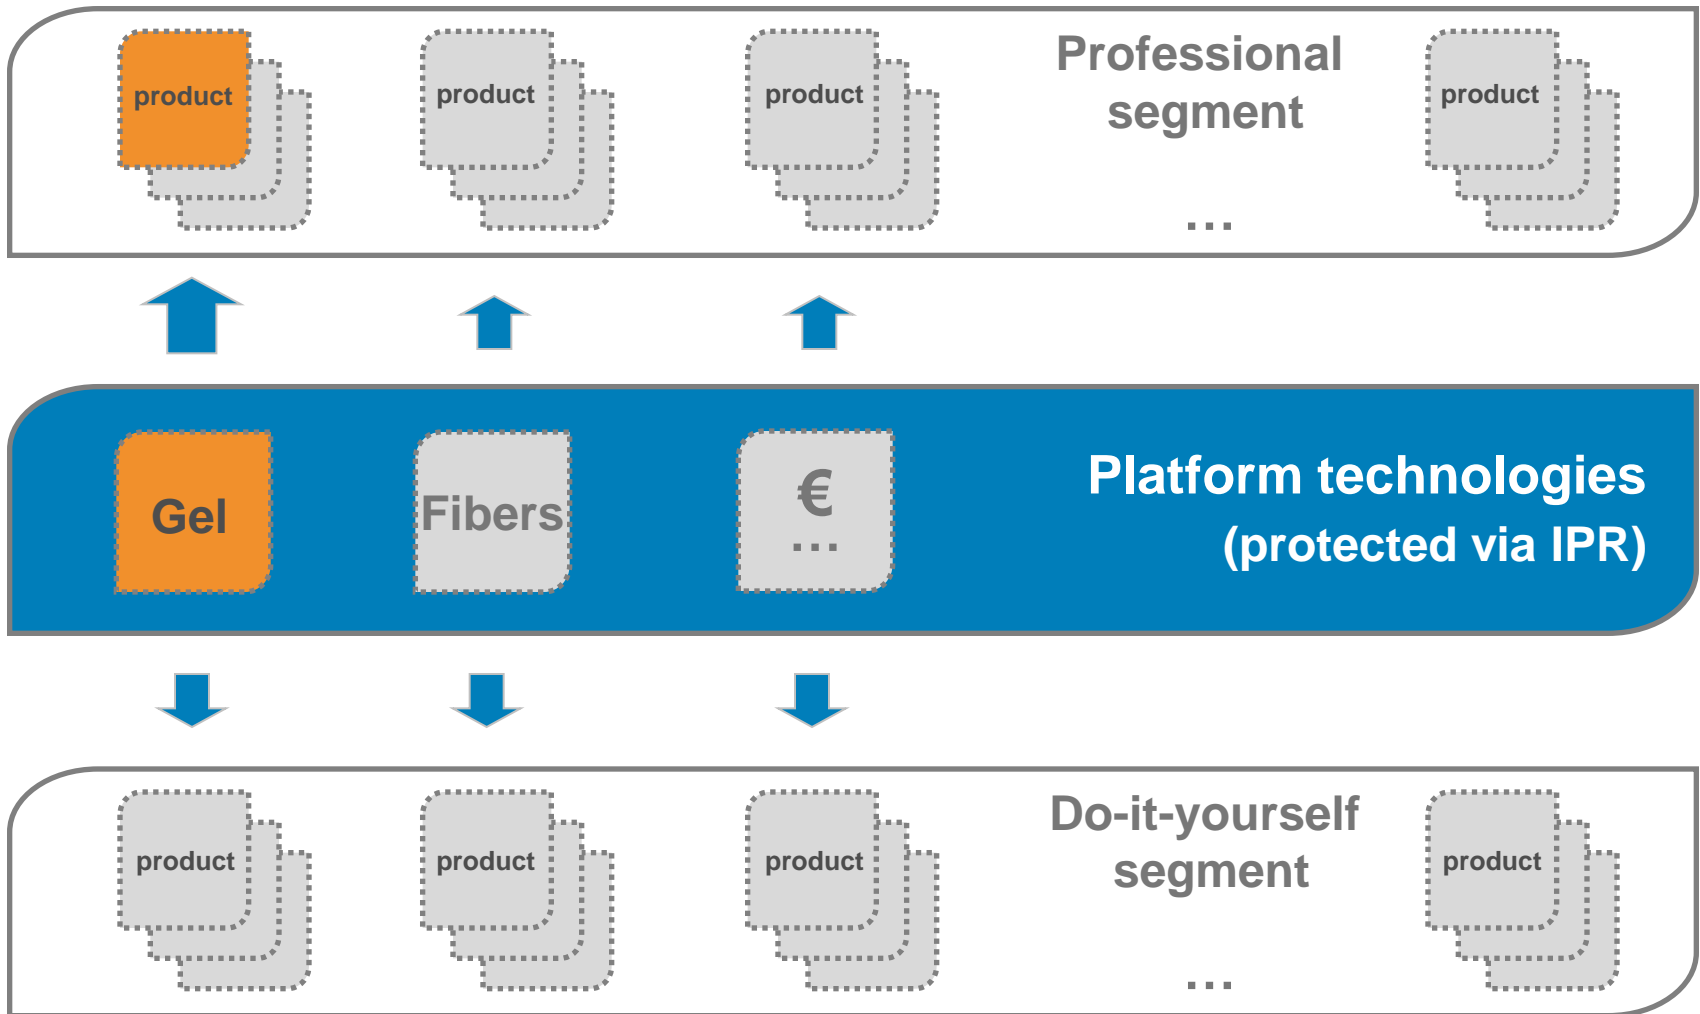 product
product
product
Professional
segment
…
product
Gel
Fibers
€
…
Platform technologies
(protected via IPR)
product
product
product
Do-it-yourself
segment
…
product